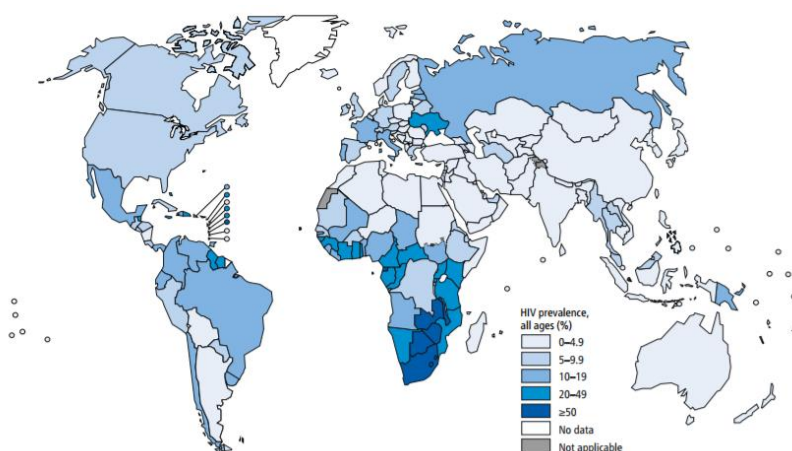 HIV prevalence,
all ages (%)
0–4.9
5–9.9
10–19
20–49
≥50
No data
Not applicable